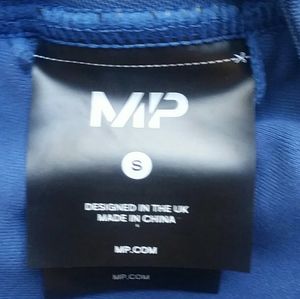 MP
S
DESIGNED IN THE UK
MADE IN CHINA
MP.COM
MP.COM